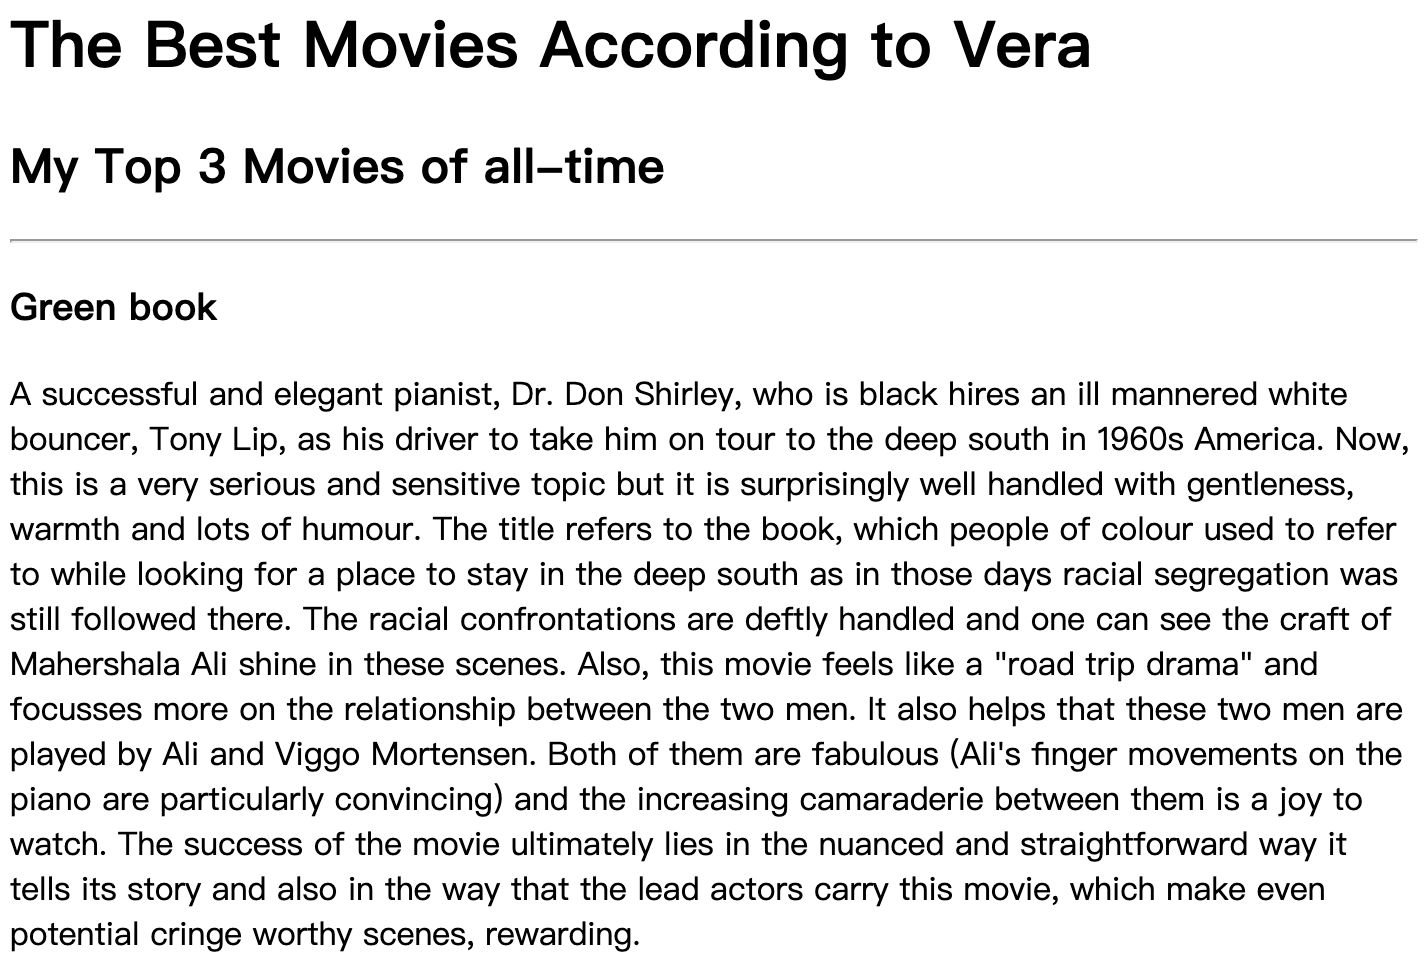 The Best Movies According to Vera
My Top 3 Movies of all-time
Green book
A successful and elegant pianist, Dr. Don Shirley, who is black hires an ill mannered white
bouncer, Tony Lip, as his driver to take him on tour to the deep south in 1960s America. Now,
this is a very serious and sensitive topic but it is surprisingly well handled with gentleness,
warmth and lots of humour. The title refers to the book, which people of colour used to refer
to while looking for a place to stay in the deep south as in those days racial segregation was
still followed there. The racial confrontations are deftly handled and one can see the craft of
Mahershala Ali shine in these scenes. Also, this movie feels like a "road trip drama" and
focusses more on the relationship between the two men. It also helps that these two men are
played by Ali and Viggo Mortensen. Both of them are fabulous (Ali's finger movements on the
piano are particularly convincing) and the increasing camaraderie between them is a joy to
watch. The success of the movie ultimately lies in the nuanced and straightforward way it
tells its story and also in the way that the lead actors carry this movie, which make even
potential cringe worthy scenes, rewarding.